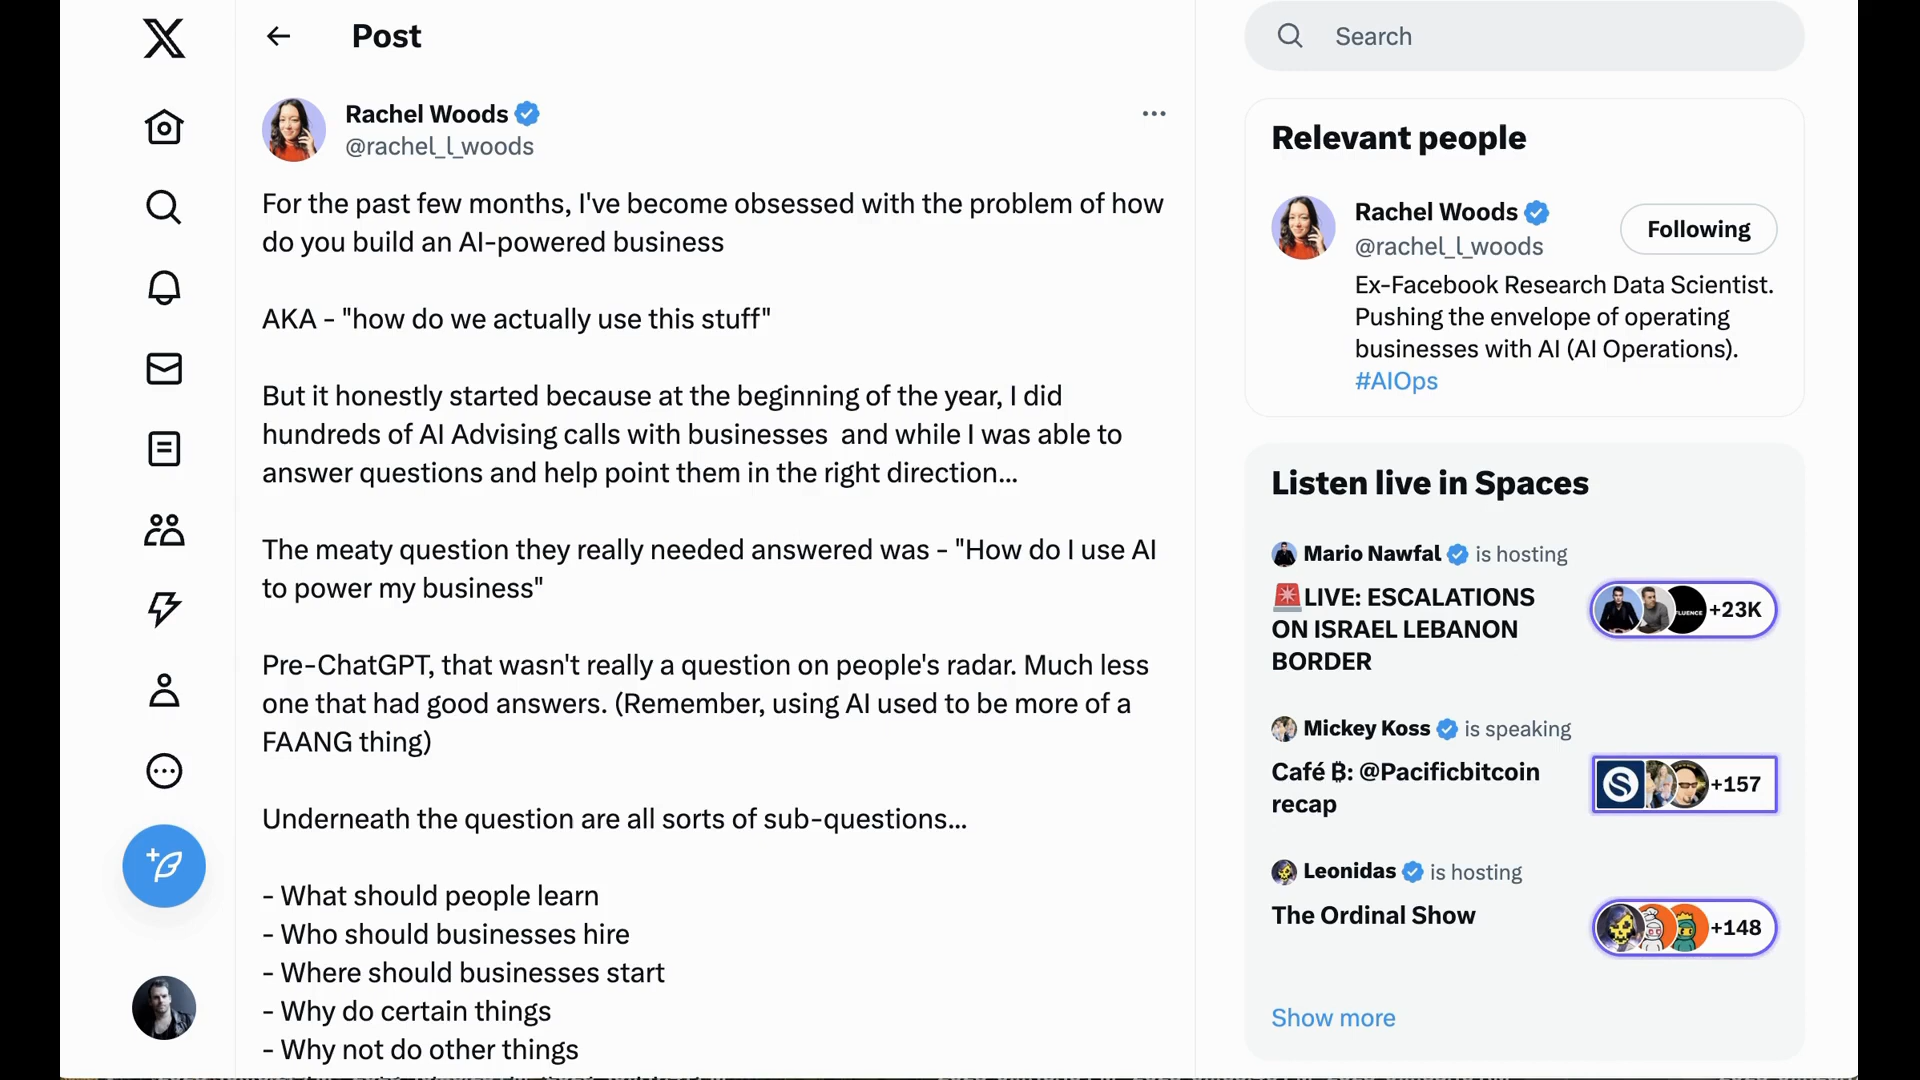 Post
Rachel Woods
@rachel_l_woods
For the past few months, I've become obsessed with the problem of how
do you build an AI-powered business
AKA - "how do we actually use this stuff"
But it honestly started because at the beginning of the year, I did
hundreds of AI Advising calls with businesses  and while I was able to
answer questions and help point them in the right direction...
The meaty question they really needed answered was - "How do I use AI
to power my business"
Pre-ChatGPT, that wasn't really a question on people's radar. Much less
one that had good answers. (Remember, using AI used to be more of a
FAANG thing)
Underneath the question are all sorts of sub-questions...
- What should people learn
- Who should businesses hire
- Where should businesses start
- Why do certain things
- Why not do other things
Search
Relevant people
Rachel Woods
@rachel_l_woods
Following
Ex-Facebook Research Data Scientist.
Pushing the envelope of operating
businesses with AI (AI Operations).
#AIOps
Listen live in Spaces
Mario Nawfal is hosting
🚨LIVE: ESCALATIONS
ON ISRAEL LEBANON
BORDER
+23K
Mickey Koss is speaking
Café ₿: @Pacificbitcoin
recap
+157
Leonidas is hosting
The Ordinal Show
+148
Show more